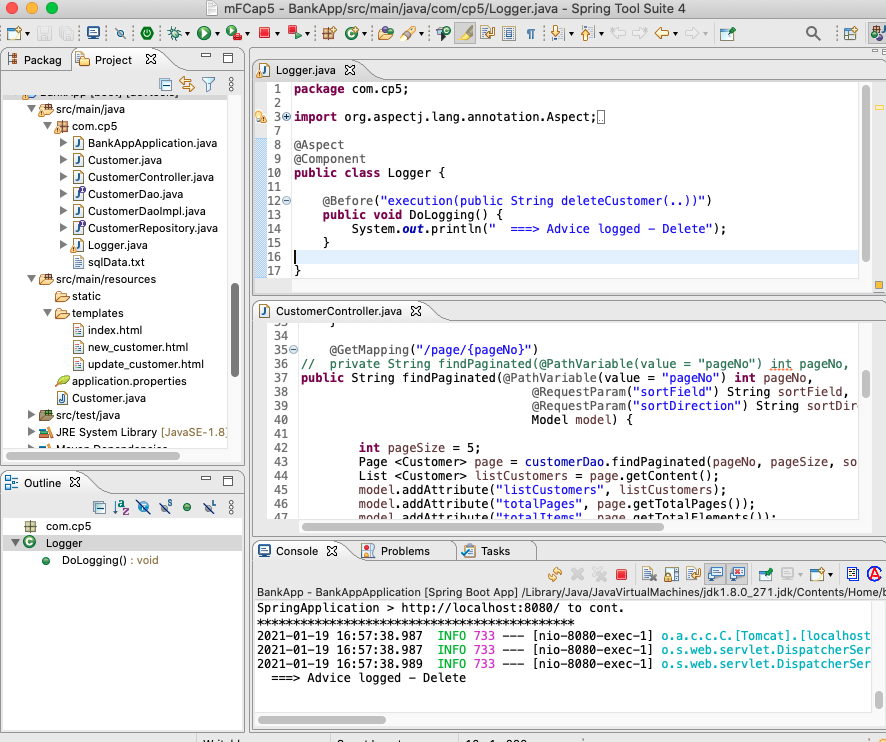 mFCap5 - BankApp/src/main/java/com/cp5/Logger.java - Spring Tool Suite 4
Packag
Project
BankApp [boot] [devtools]
src/main/java
com.cp5
BankAppApplication.java
Customer.java
CustomerController.java
CustomerDao.java
CustomerDaoImpl.java
CustomerRepository.java
Logger.java
sqlData.txt
src/main/resources
static
templates
index.html
new_customer.html
update_customer.html
application.properties
Customer.java
src/test/java
JRE System Library [JavaSE-1.8]
Maven Dependencies
Outline
com.cp5
Logger
DoLogging() : void
Logger.java
1 package com.cp5;
2
3 import org.aspectj.lang.annotation.Aspect;
7
8 @Aspect
9 @Component
10 public class Logger {
11
12 @Before("execution(public String deleteCustomer(..))")
13 public void DoLogging() {
14 System.out.println("  ===> Advice logged - Delete");
15 }
16
17 }
CustomerController.java
33 }
34
35 @GetMapping("/page/{pageNo}")
36 //  private String findPaginated(@PathVariable(value = "pageNo") int pageNo,
37 public String findPaginated(@PathVariable(value = "pageNo") int pageNo,
38 @RequestParam("sortField") String sortField,
39 @RequestParam("sortDirection") String sortDir
40 Model model) {
41
42 int pageSize = 5;
43 Page <Customer> page = customerDao.findPaginated(pageNo, pageSize, so
44 List <Customer> listCustomers = page.getContent();
45 model.addAttribute("listCustomers", listCustomers);
46 model.addAttribute("totalPages", page.getTotalPages());
47 model.addAttribute("totalItems", page.getTotalElements());
Console
Problems
Tasks
BankApp - BankAppApplication [Spring Boot App] /Library/Java/JavaVirtualMachines/jdk1.8.0_271.jdk/Contents/Home/b
SpringApplication > http://localhost:8080/ to cont.
********************************************
2021-01-19 16:57:38.987  INFO 733 --- [nio-8080-exec-1] o.a.c.c.C.[Tomcat].[localhost
2021-01-19 16:57:38.987  INFO 733 --- [nio-8080-exec-1] o.s.web.servlet.DispatcherSer
2021-01-19 16:57:38.989  INFO 733 --- [nio-8080-exec-1] o.s.web.servlet.DispatcherSer
===> Advice logged - Delete